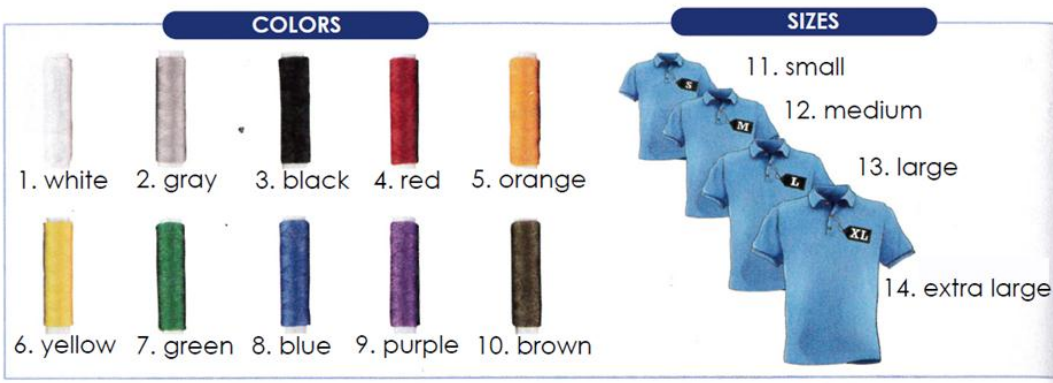 COLORS
1. white 2. gray 3. black 4. red 5. orange
6. yellow 7. green 8. blue 9. purple 10. brown
SIZES
S
11. small
M
12. medium
L
13. large
XL
14. extra large